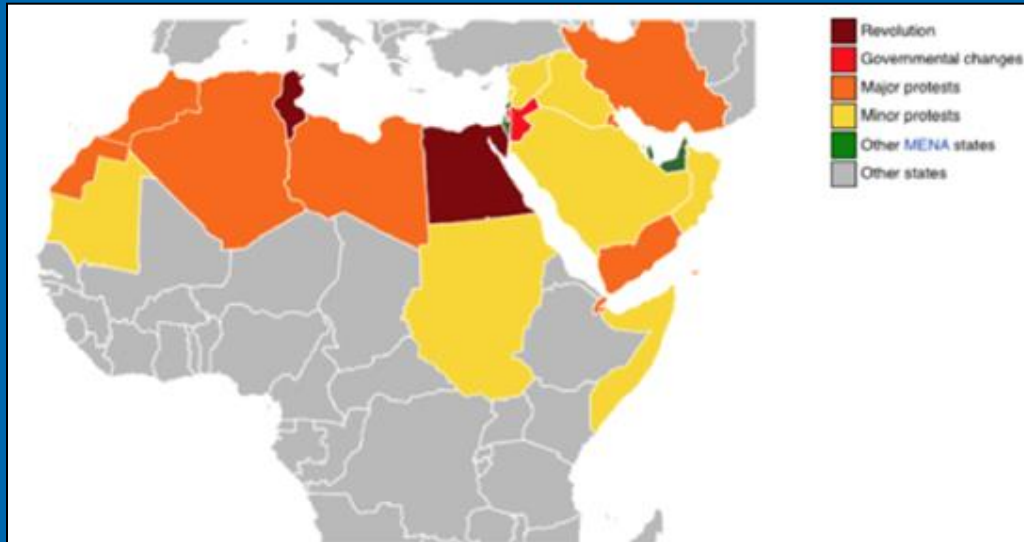 Revolution
Governmental changes
Major protests
Minor protests
Other MENA states
Other states